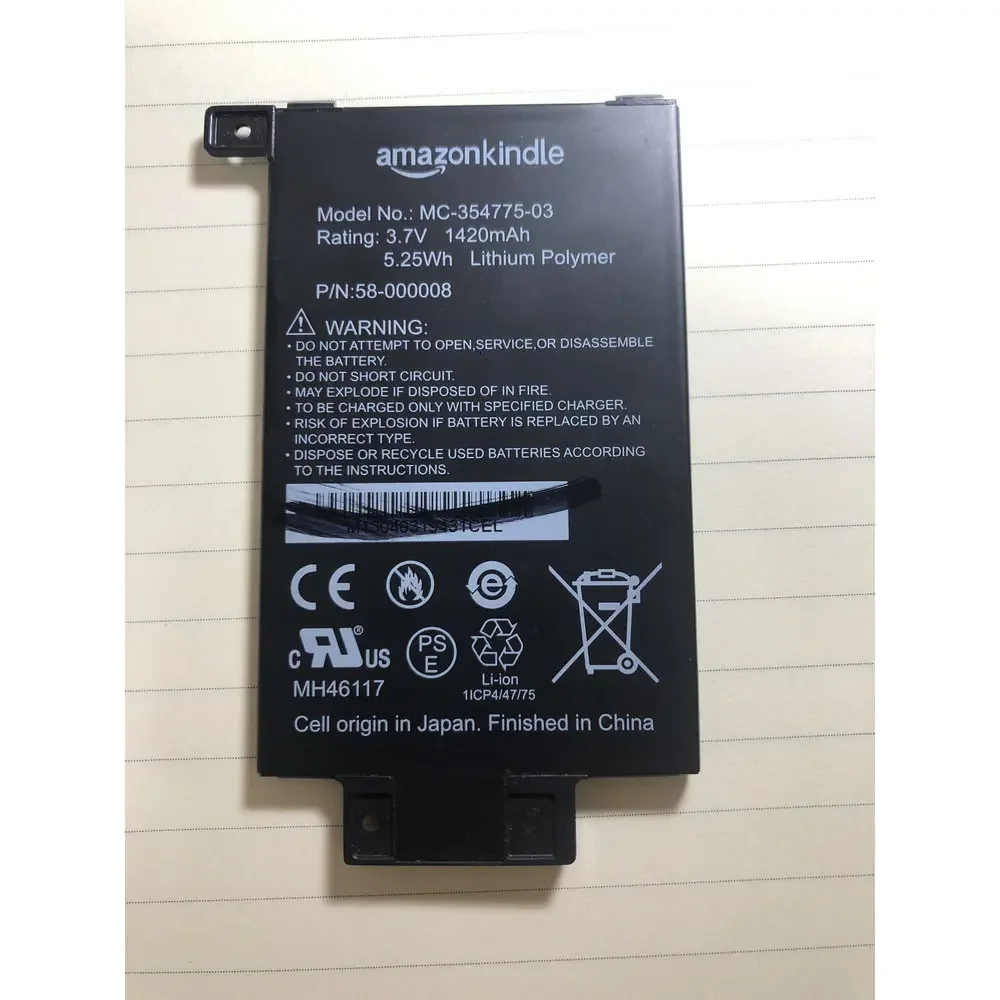 amazonkindle
Model No.: MC-354775-03
Rating: 3.7V 1420mAh
5.25Wh Lithium Polymer
P/N:58-000008
WARNING:
• DO NOT ATTEMPT TO OPEN,SERVICE,OR DISASSEMBLE
THE BATTERY.
• DO NOT SHORT CIRCUIT.
• MAY EXPLODE IF DISPOSED OF IN FIRE.
• TO BE CHARGED ONLY WITH SPECIFIED CHARGER.
• RISK OF EXPLOSION IF BATTERY IS REPLACED BY AN
INCORRECT TYPE.
• DISPOSE OR RECYCLE USED BATTERIES ACCORDING
TO THE INSTRUCTIONS.
CE e
c RU® US PS E
Li-ion
MH46117 1ICP4/47/75
Cell origin in Japan. Finished in China